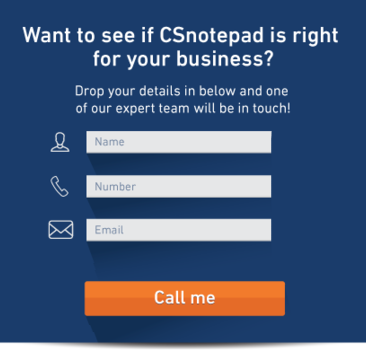 Want to see if CSnotepad is right
for your business?
Drop your details in below and one
of our expert team will be in touch!
Name
Number
Email
Call me